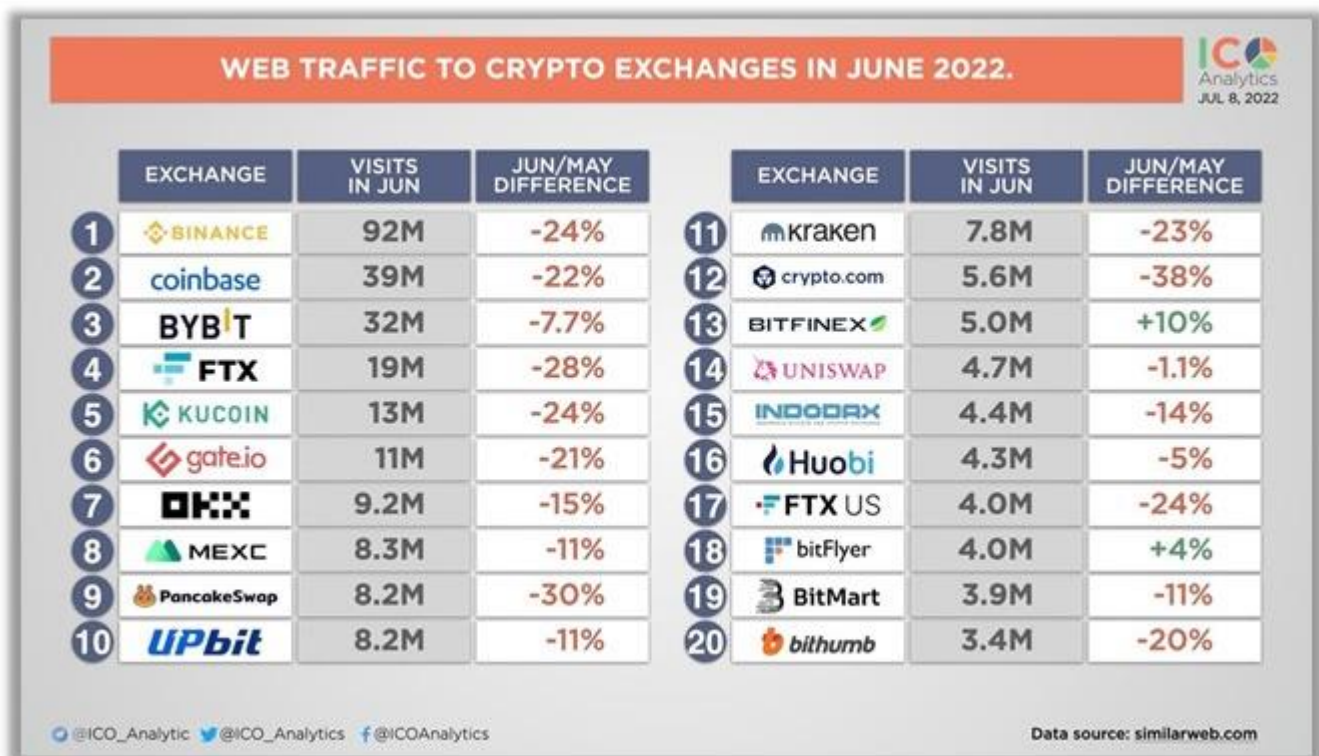 WEB TRAFFIC TO CRYPTO EXCHANGES IN JUNE 2022.
ICO
Analytics
JUL 8, 2022
EXCHANGE VISITS IN JUN JUN/MAY DIFFERENCE
1 BINANCE 92M -24%
2 coinbase 39M -22%
3 BYBIT 32M -7.7%
4 FTX 19M -28%
5 KUCOIN 13M -24%
6 gate.io 11M -21%
7 OKX 9.2M -15%
8 MEXC 8.3M -11%
9 PancakeSwap 8.2M -30%
10 UPbit 8.2M -11%
EXCHANGE VISITS IN JUN JUN/MAY DIFFERENCE
11 kraken 7.8M -23%
12 crypto.com 5.6M -38%
13 BITFINEX 5.0M +10%
14 UNISWAP 4.7M -1.1%
15 INDODAX 4.4M -14%
16 Huobi 4.3M -5%
17 FTX US 4.0M -24%
18 bitFlyer 4.0M +4%
19 BitMart 3.9M -11%
20 bithumb 3.4M -20%
@ICO_Analytic @ICO_Analytics @ICOAnalytics
Data source: similarweb.com